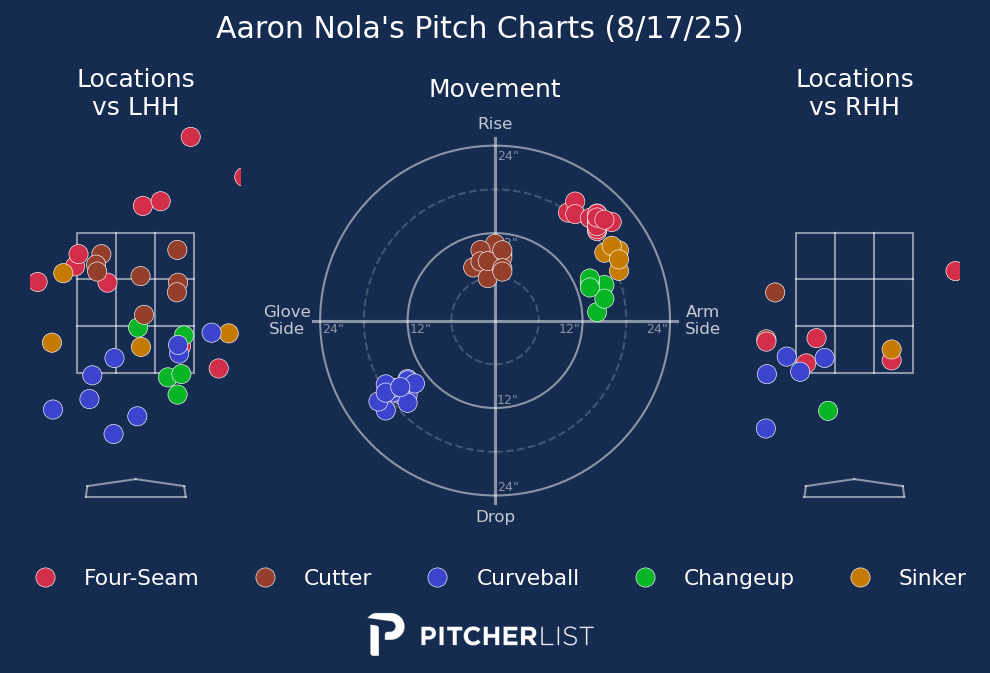 Aaron Nola's Pitch Charts (8/17/25)
Locations
vs LHH
Movement
Locations
vs RHH
Rise
24"
12"
Glove
Side
24"
12"
12"
24"
Arm
Side
12"
24"
Drop
Four-Seam
Cutter
Curveball
Changeup
Sinker
PITCHERLIST